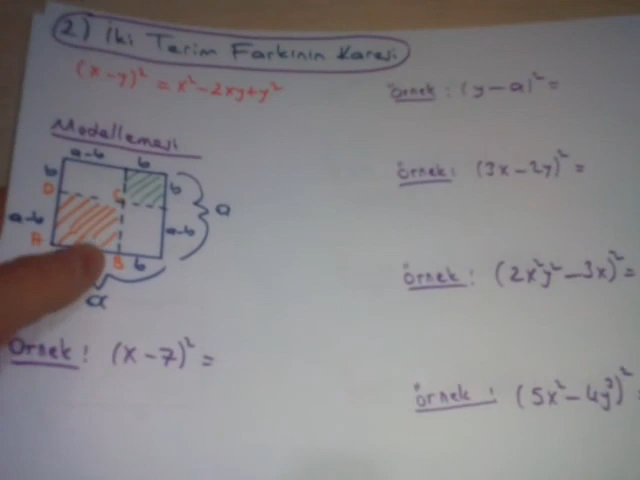 2) İki Terim Farkının Karesi
(x-y)² = x²-2xy+y²
Modellemesi
a-b b
b b
D C
a-b a-b a
A B b
a
Örnek: (x-7)² =
örnek: (y-a)² =
örnek: (3x-2y)² =
örnek: (2x²y²-3x)² =
örnek: (5x²-4y³)² =